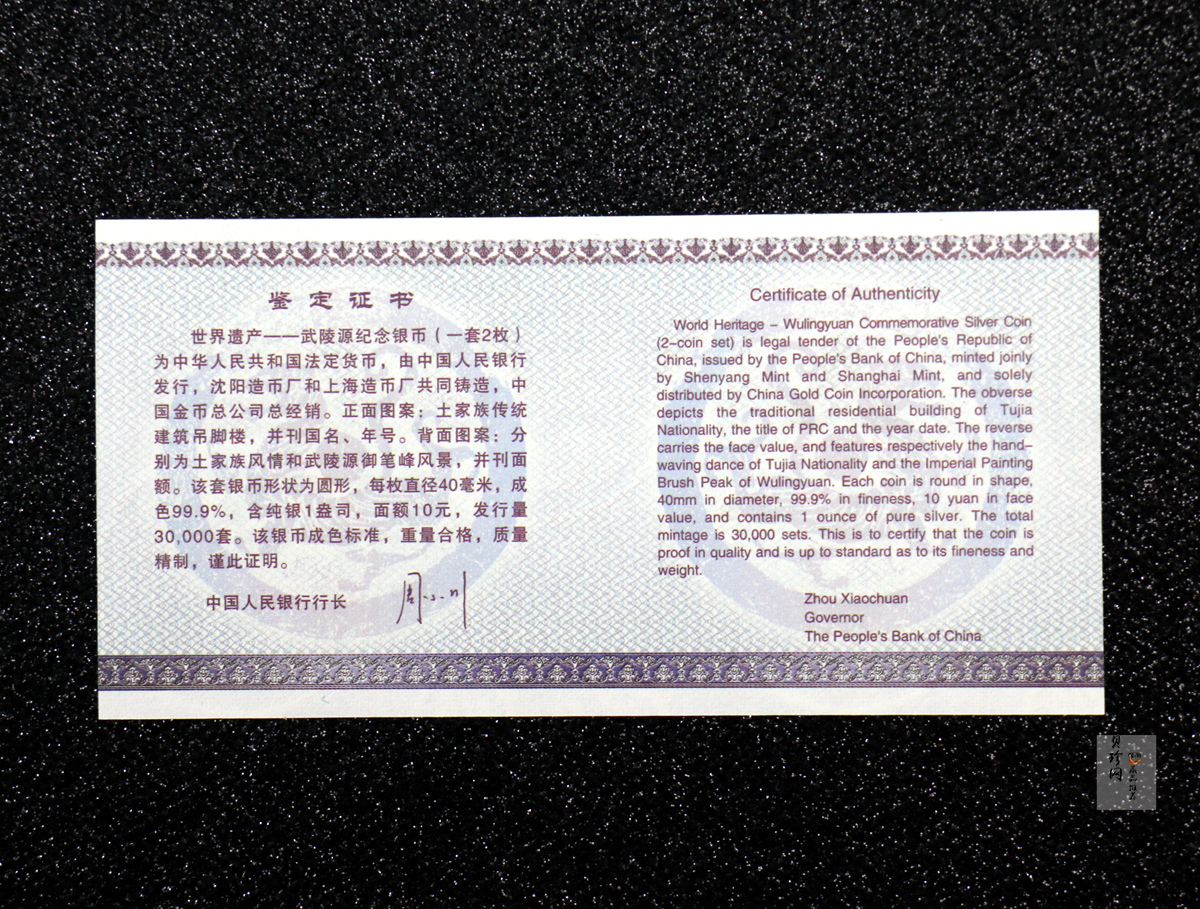 鉴定证书
世界遗产——武陵源纪念银币（一套2枚）
为中华人民共和国法定货币，由中国人民银行
发行，沈阳造币厂和上海造币厂共同铸造，中
国金币总公司总经销。正面图案：土家族传统
建筑吊脚楼，并刊国名、年号。背面图案：分
别为土家族风情和武陵源御笔峰风景，并刊面
额。该套银币形状为圆形，每枚直径40毫米，成
色99.9%，含纯银1盎司，面额10元，发行量
30,000套。该银币成色标准，重量合格，质量
精制，谨此证明。
中国人民银行行长 周小川
Certificate of Authenticity
World Heritage – Wulingyuan Commemorative Silver Coin
(2–coin set) is legal tender of the People's Republic of
China, issued by the People's Bank of China, minted joinly
by Shenyang Mint and Shanghai Mint, and solely
distributed by China Gold Coin Incorporation. The obverse
depicts the traditional residential building of Tujia
Nationality, the title of PRC and the year date. The reverse
carries the face value, and features respectively the hand–
waving dance of Tujia Nationality and the Imperial Painting
Brush Peak of Wulingyuan. Each coin is round in shape,
40mm in diameter, 99.9% in fineness, 10 yuan in face
value, and contains 1 ounce of pure silver. The total
mintage is 30,000 sets. This is to certify that the coin is
proof in quality and is up to standard as to its fineness and
weight.
Zhou Xiaochuan
Governor
The People's Bank of China